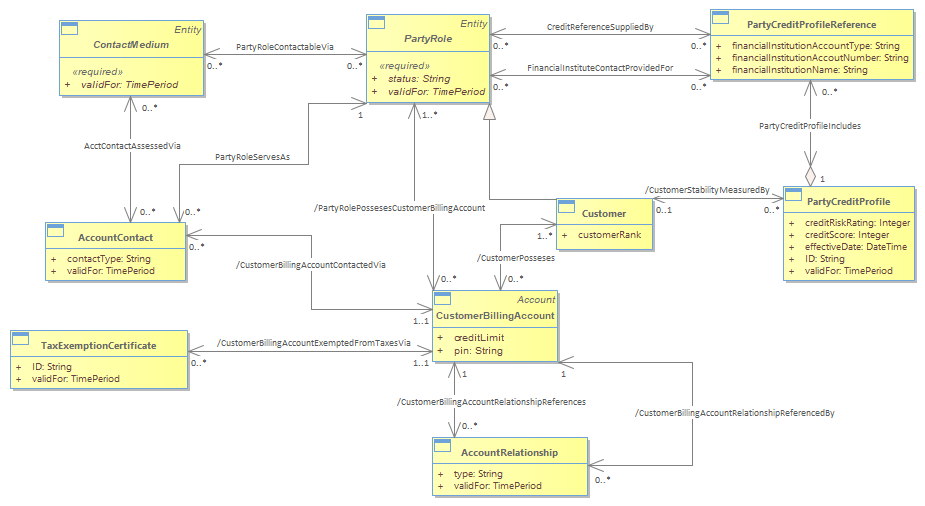 Entity
ContactMedium
«required»
+ validFor: TimePeriod
PartyRoleContactableVia
0..*
0..*
Entity
PartyRole
«required»
+ status: String
+ validFor: TimePeriod
CreditReferenceSuppliedBy
0..*
0..*
FinancialInstituteContactProvidedFor
0..*
0..*
PartyCreditProfileReference
+ financialInstitutionAccountType: String
+ financialInstitutionAccoutNumber: String
+ financialInstitutionName: String
0..*
PartyCreditProfileIncludes
1
0..*
AcctContactAssessedVia
0..*
1
PartyRoleServesAs
0..*
1..*
/PartyRolePossesesCustomerBillingAccount
0..*
/CustomerStabilityMeasuredBy
0..1
0..*
PartyCreditProfile
+ creditRiskRating: Integer
+ creditScore: Integer
+ effectiveDate: DateTime
+ ID: String
+ validFor: TimePeriod
Customer
+ customerRank
1..*
/CustomerPosseses
0..*
AccountContact
+ contactType: String
+ validFor: TimePeriod
0..*
/CustomerBillingAccountContactedVia
1..1
Account
CustomerBillingAccount
+ creditLimit
+ pin: String
TaxExemptionCertificate
+ ID: String
+ validFor: TimePeriod
/CustomerBillingAccountExemptedFromTaxesVia
0..*
1..1
1
/CustomerBillingAccountRelationshipReferences
0..*
1
/CustomerBillingAccountRelationshipReferencedBy
0..*
AccountRelationship
+ type: String
+ validFor: TimePeriod